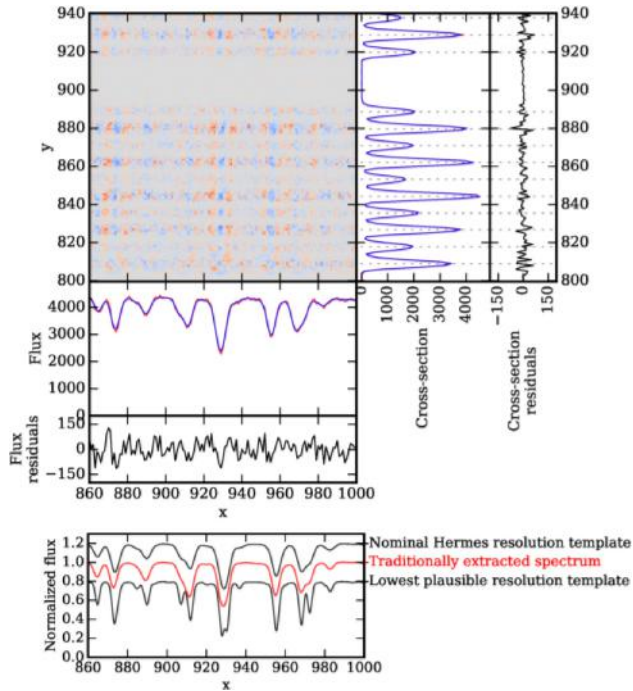 940
920
900
880
860
840
820
800
y
0
1000
2000
3000
4000
Cross-section
−150
0
150
Cross-section
residuals
940
920
900
880
860
840
820
800
4000
3000
2000
1000
0
Flux
150
0
−150
Flux
residuals
860 880 900 920 940 960 980 1000
x
1.2
1.0
0.8
0.6
0.4
0.2
0.0
Normalized flux
Nominal Hermes resolution template
Traditionally extracted spectrum
Lowest plausible resolution template
860 880 900 920 940 960 980 1000
x